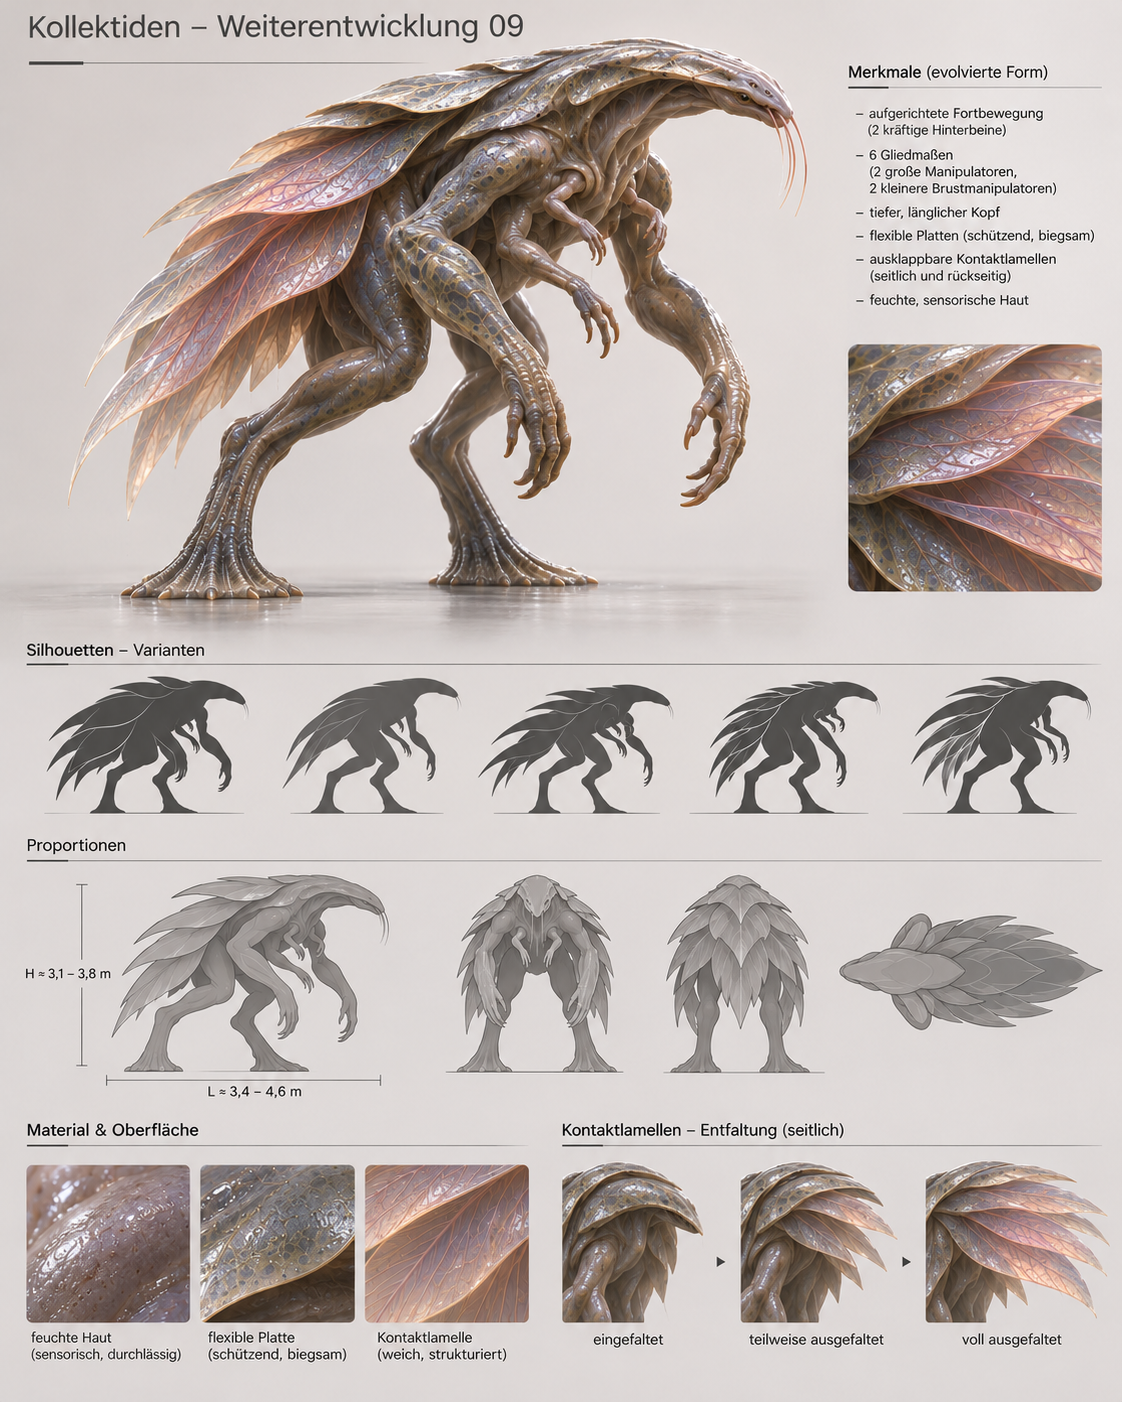 Kollektiden – Weiterentwicklung 09
Merkmale (evolvierte Form)
– aufgerichtete Fortbewegung
(2 kräftige Hinterbeine)
– 6 Gliedmaßen
(2 große Manipulatoren,
2 kleinere Brustmanipulatoren)
– tiefer, länglicher Kopf
– flexible Platten (schützend, biegsam)
– ausklappbare Kontaktlamellen
(seitlich und rückseitig)
– feuchte, sensorische Haut
Silhouetten – Varianten
Proportionen
H ≈ 3,1 – 3,8 m
L ≈ 3,4 – 4,6 m
Material & Oberfläche
feuchte Haut
(sensorisch, durchlässig)
flexible Platte
(schützend, biegsam)
Kontaktlamelle
(weich, strukturiert)
Kontaktlamellen – Entfaltung (seitlich)
eingefaltet
teilweise ausgefaltet
voll ausgefaltet